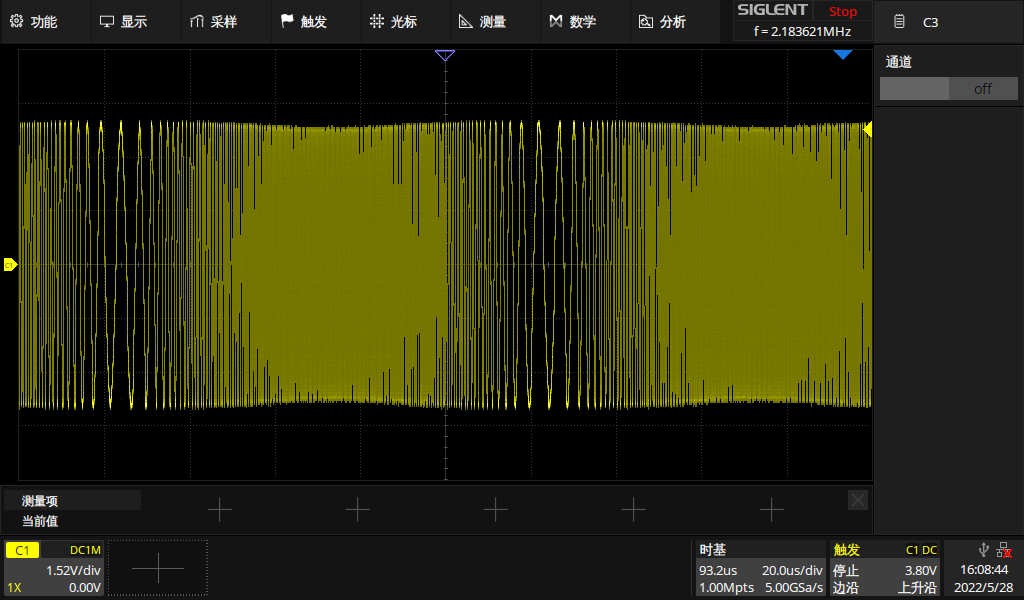 功能 显示 采样 触发 光标 测量 数学 分析
SIGLENT Stop
f = 2.183621MHz
C3
通道
off
C1
测量项
当前值
C1 DC1M
1.52V/div
1X 0.00V
时基
93.2us 20.0us/div
1.00Mpts 5.00GSa/s
触发 C1 DC
停止 3.80V
边沿 上升沿
16:08:44
2022/5/28